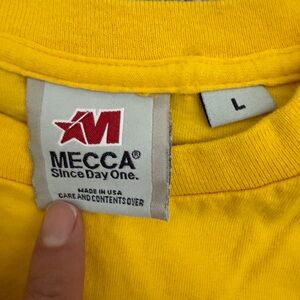 M
MECCA®
Since Day One.
MADE IN USA
CARE AND CONTENTS OVER
L